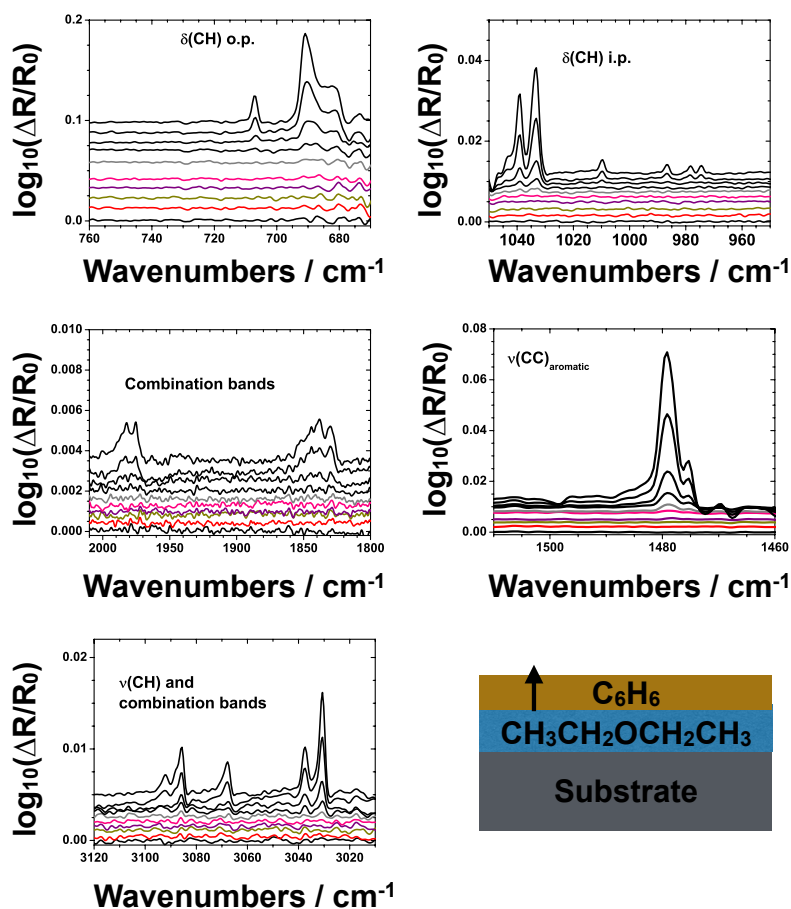 δ(CH) o.p.
log10(ΔR/R0)
0.2
0.1
0.0
760
740
720
700
680
Wavenumbers / cm-1
δ(CH) i.p.
log10(ΔR/R0)
0.04
0.02
0.00
1040
1020
1000
980
960
Wavenumbers / cm-1
Combination bands
log10(ΔR/R0)
0.010
0.008
0.006
0.004
0.002
0.000
2000
1950
1900
1850
1800
Wavenumbers / cm-1
ν(CC)aromatic
log10(ΔR/R0)
0.08
0.06
0.04
0.02
0.00
1500
1480
1460
Wavenumbers / cm-1
ν(CH) and
combination bands
log10(ΔR/R0)
0.02
0.01
0.00
3120
3100
3080
3060
3040
3020
Wavenumbers / cm-1
C6H6
CH3CH2OCH2CH3
Substrate